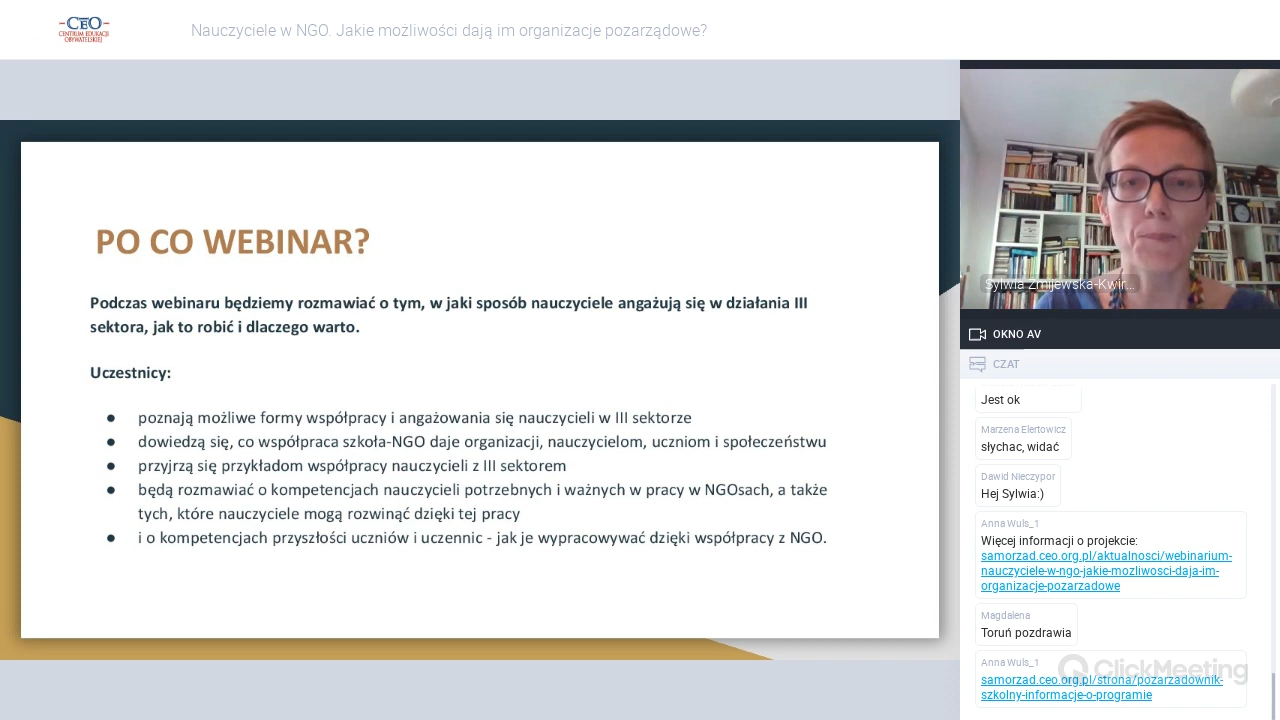 CEO
CENTRUM EDUKACJI
OBYWATELSKIEJ
Nauczyciele w NGO. Jakie możliwości dają im organizacje pozarządowe?
PO CO WEBINAR?
Podczas webinaru będziemy rozmawiać o tym, w jaki sposób nauczyciele angażują się w działania III
sektora, jak to robić i dlaczego warto.
Uczestnicy:
● poznają możliwe formy współpracy i angażowania się nauczycieli w III sektorze
● dowiedzą się, co współpraca szkoła-NGO daje organizacji, nauczycielom, uczniom i społeczeństwu
● przyjrzą się przykładom współpracy nauczycieli z III sektorem
● będą rozmawiać o kompetencjach nauczycieli potrzebnych i ważnych w pracy w NGOsach, a także
tych, które nauczyciele mogą rozwinąć dzięki tej pracy
● i o kompetencjach przyszłości uczniów i uczennic - jak je wypracowywać dzięki współpracy z NGO.
Sylwia Żmijewska-Kwir...
OKNO AV
CZAT
Jest ok
Marzena Elertowicz
słychac, widać
Dawid Nieczypor
Hej Sylwia:)
Anna Wuls_1
Więcej informacji o projekcie:
samorzad.ceo.org.pl/aktualnosci/webinarium-
nauczyciele-w-ngo-jakie-mozliwosci-daja-im-
organizacje-pozarzadowe
Magdalena
Toruń pozdrawia
Anna Wuls_1
samorzad.ceo.org.pl/strona/pozarzadownik-
szkolny-informacje-o-programie
ClickMeeting